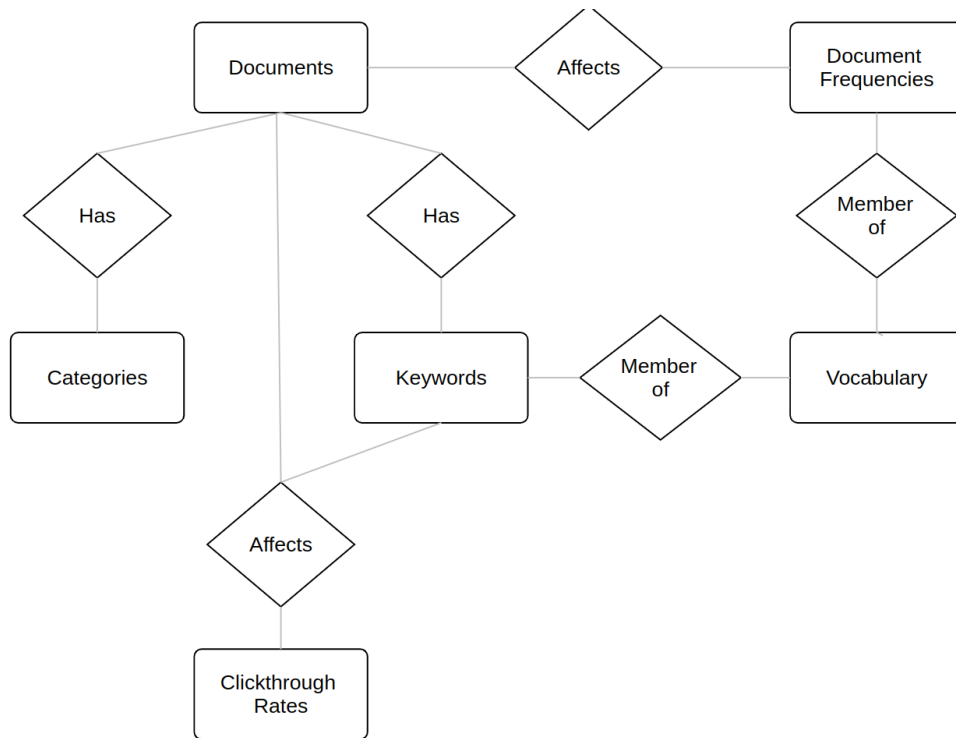 Documents
Affects
Document
Frequencies
Has
Has
Member
of
Categories
Keywords
Member
of
Vocabulary
Affects
Clickthrough
Rates